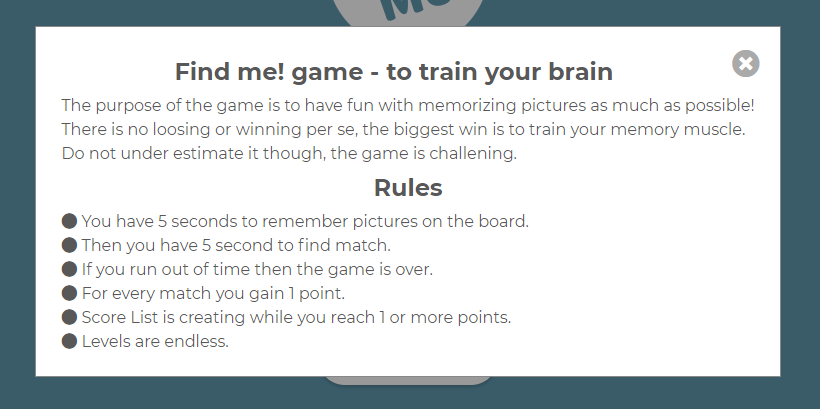 Find me! game - to train your brain
The purpose of the game is to have fun with memorizing pictures as much as possible!
There is no loosing or winning per se, the biggest win is to train your memory muscle.
Do not under estimate it though, the game is challening.
Rules
You have 5 seconds to remember pictures on the board.
Then you have 5 second to find match.
If you run out of time then the game is over.
For every match you gain 1 point.
Score List is creating while you reach 1 or more points.
Levels are endless.